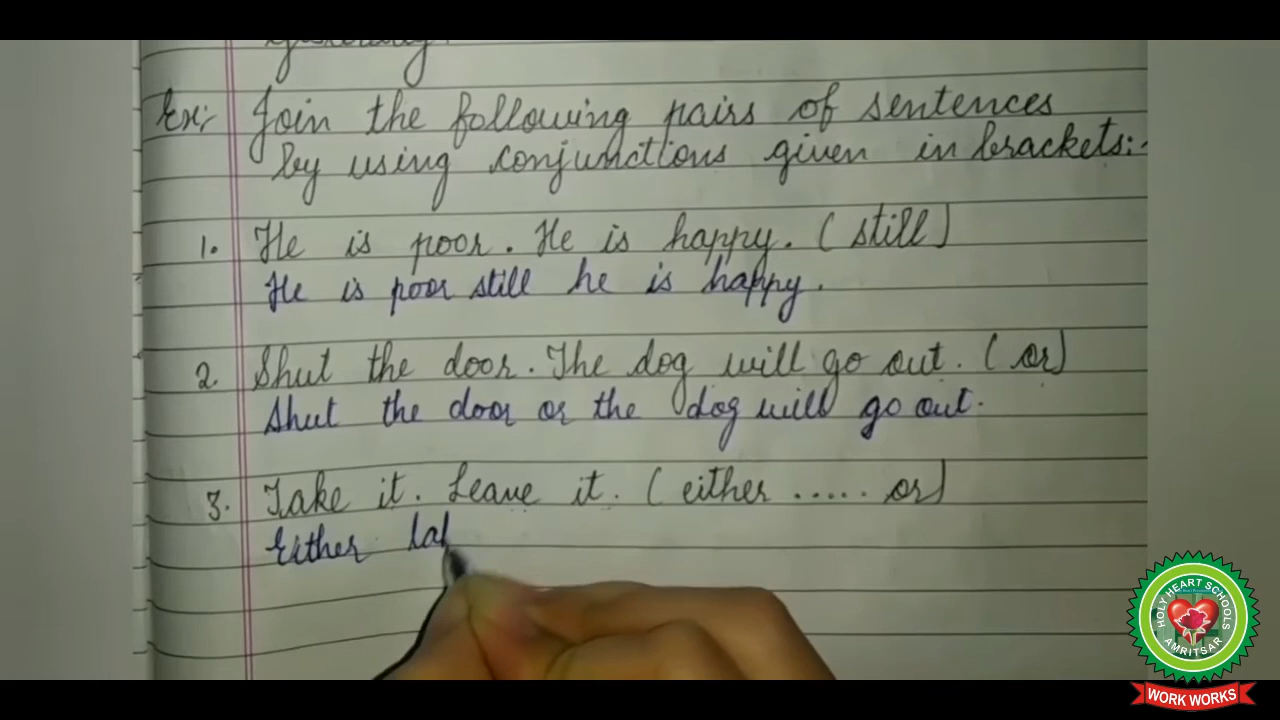 yesterday.
Ex:- Join the following pairs of sentences
by using conjunctions given in brackets:-
1. He is poor. He is happy. (still)
He is poor still he is happy.
2. Shut the door. The dog will go out. (or)
Shut the door or the dog will go out.
3. Take it. Leave it. (either ..... or)
Either tak
HOLY HEART SCHOOLS
AMRITSAR
WORK WORKS